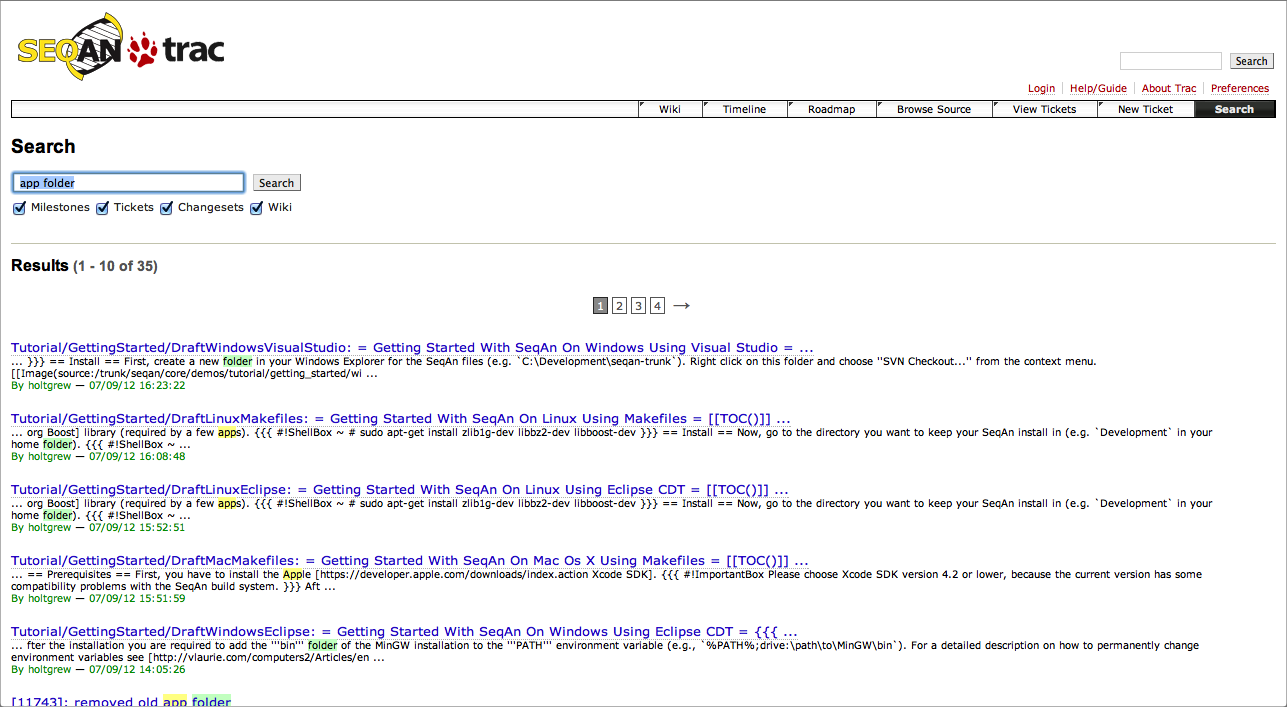 SEQAN trac
Search
Login Help/Guide About Trac Preferences
Wiki Timeline Roadmap Browse Source View Tickets New Ticket Search
Search
app folder Search
Milestones Tickets Changesets Wiki
Results (1 - 10 of 35)
1 2 3 4 →
Tutorial/GettingStarted/DraftWindowsVisualStudio: = Getting Started With SeqAn On Windows Using Visual Studio = ...
... }}} == Install == First, create a new folder in your Windows Explorer for the SeqAn files (e.g. `C:\Development\seqan-trunk`). Right click on this folder and choose "SVN Checkout..." from the context menu.
[[Image(source:/trunk/seqan/core/demos/tutorial/getting_started/wi ...
By holtgrew — 07/09/12 16:23:22
Tutorial/GettingStarted/DraftLinuxMakefiles: = Getting Started With SeqAn On Linux Using Makefiles = [[TOC()]] ...
... org Boost] library (required by a few apps). {{{ #!ShellBox ~ # sudo apt-get install zlib1g-dev libbz2-dev libboost-dev }}} == Install == Now, go to the directory you want to keep your SeqAn install in (e.g. `Development` in your
home folder). {{{ #!ShellBox ~ ...
By holtgrew — 07/09/12 16:08:48
Tutorial/GettingStarted/DraftLinuxEclipse: = Getting Started With SeqAn On Linux Using Eclipse CDT = [[TOC()]] ...
... org Boost] library (required by a few apps). {{{ #!ShellBox ~ # sudo apt-get install zlib1g-dev libbz2-dev libboost-dev }}} == Install == Now, go to the directory you want to keep your SeqAn install in (e.g. `Development` in your
home folder). {{{ #!ShellBox ~ ...
By holtgrew — 07/09/12 15:52:51
Tutorial/GettingStarted/DraftMacMakefiles: = Getting Started With SeqAn On Mac Os X Using Makefiles = [[TOC()]] ...
... == Prerequisites == First, you have to install the Apple [https://developer.apple.com/downloads/index.action Xcode SDK]. {{{ #!ImportantBox Please choose Xcode SDK version 4.2 or lower, because the current version has some
compatibility problems with the SeqAn build system. }}} Aft ...
By holtgrew — 07/09/12 15:51:59
Tutorial/GettingStarted/DraftWindowsEclipse: = Getting Started With SeqAn On Windows Using Eclipse CDT = {{{ ...
... fter the installation you are required to add the '''bin''' folder of the MinGW installation to the '''PATH''' environment variable (e.g., `%PATH%;drive:\path\to\MinGW\bin`). For a detailed description on how to permanently change
environment variables see [http://vlaurie.com/computers2/Articles/en ...
By holtgrew — 07/09/12 14:05:26
[11743]: removed old app folder